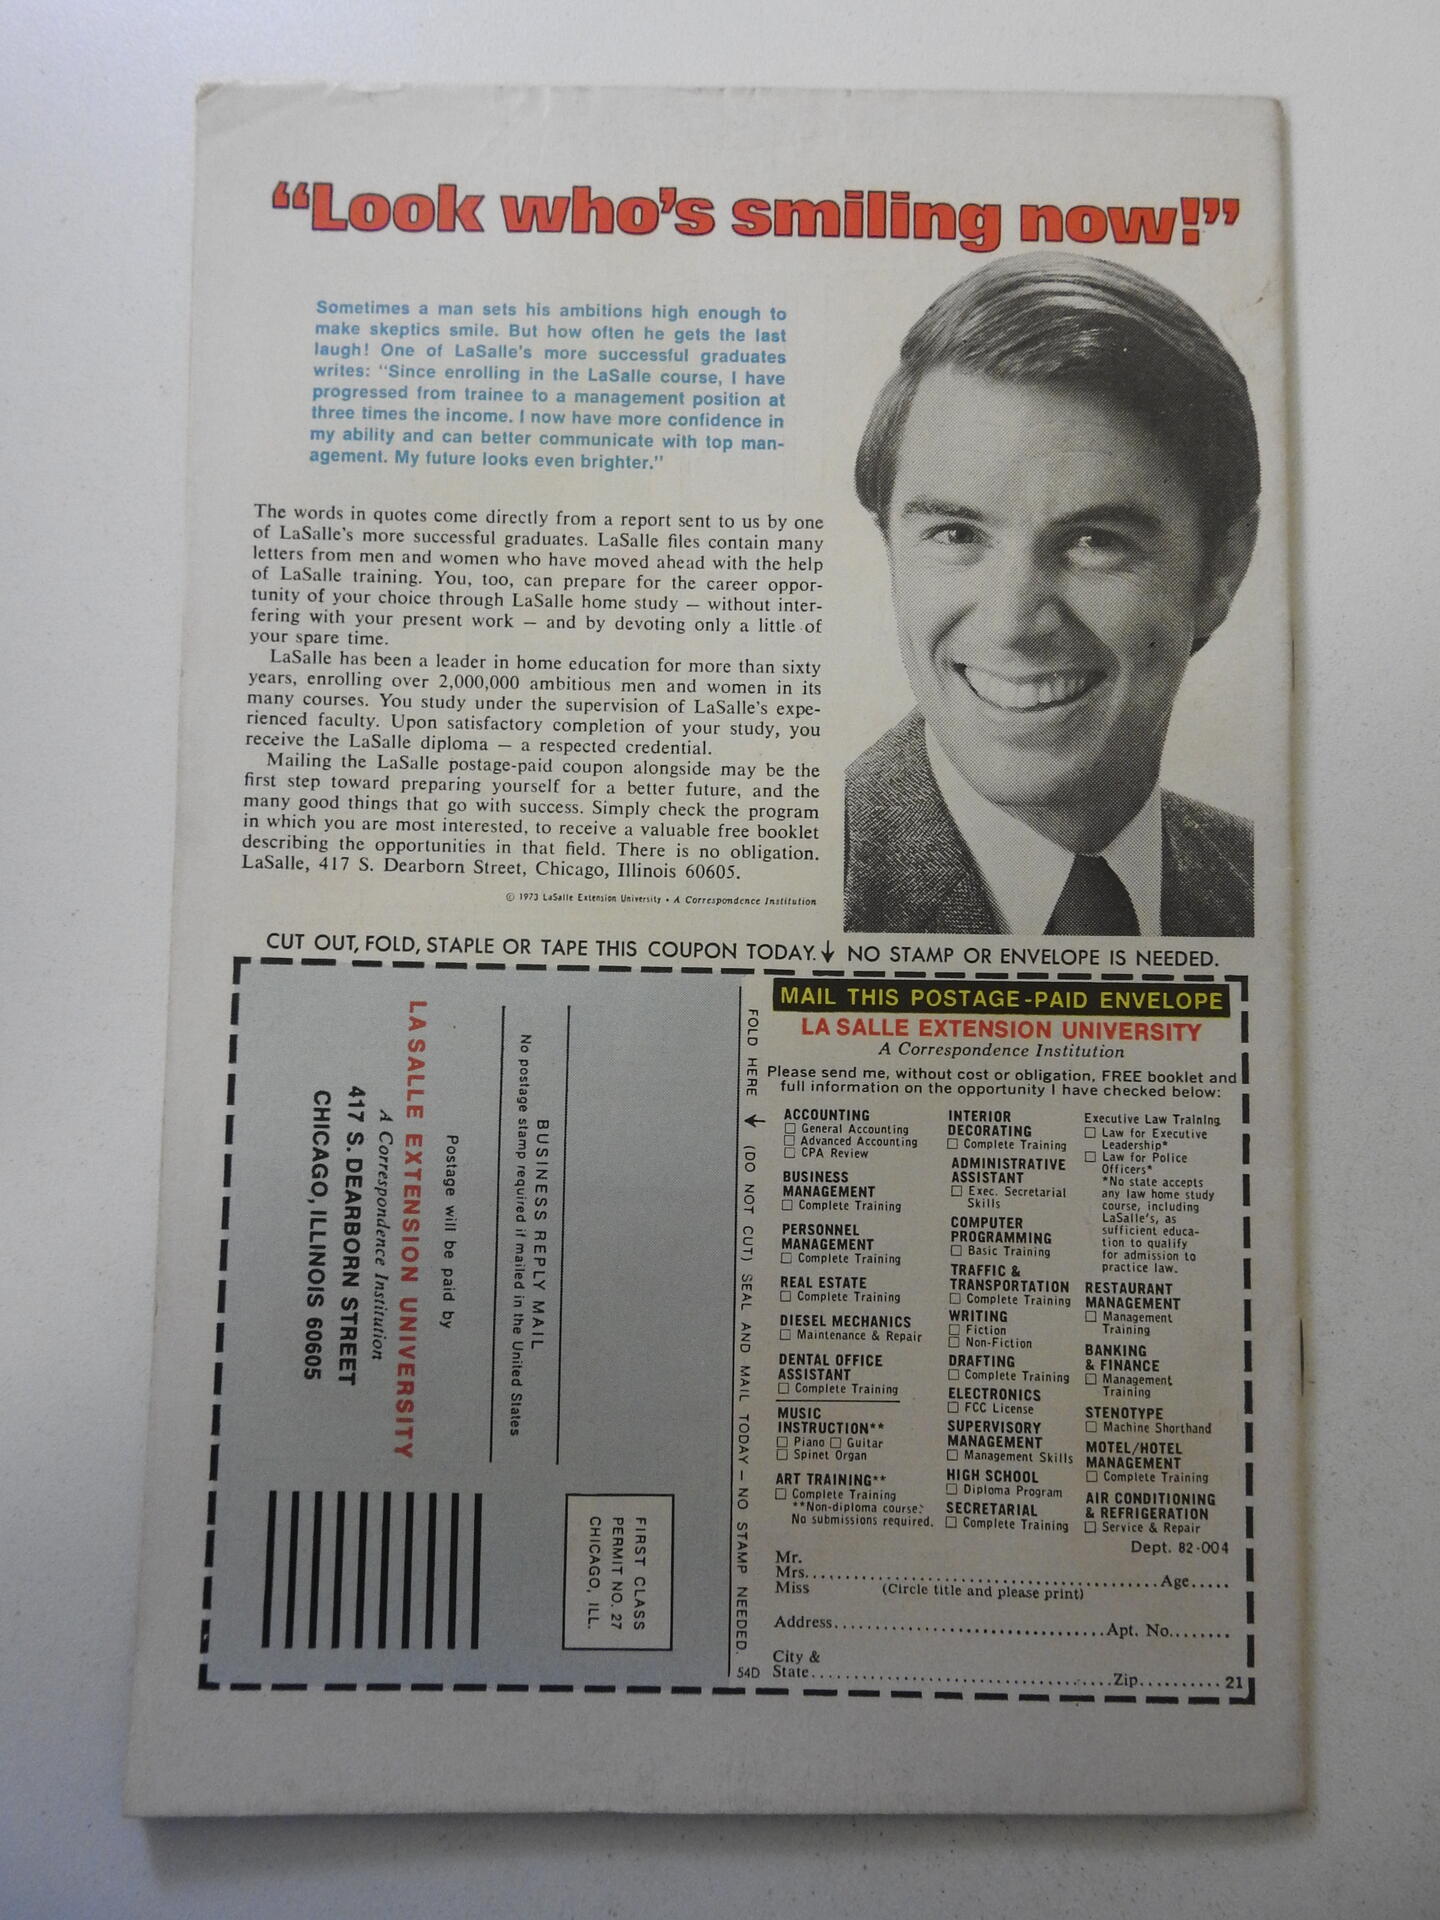 “Look who’s smiling now!”
Sometimes a man sets his ambitions high enough to
make skeptics smile. But how often he gets the last
laugh! One of LaSalle's more successful graduates
writes: "Since enrolling in the LaSalle course, I have
progressed from trainee to a management position at
three times the income. I now have more confidence in
my ability and can better communicate with top man-
agement. My future looks even brighter."
The words in quotes come directly from a report sent to us by one
of LaSalle's more successful graduates. LaSalle files contain many
letters from men and women who have moved ahead with the help
of LaSalle training. You, too, can prepare for the career oppor-
tunity of your choice through LaSalle home study — without inter-
fering with your present work — and by devoting only a little of
your spare time.
LaSalle has been a leader in home education for more than sixty
years, enrolling over 2,000,000 ambitious men and women in its
many courses. You study under the supervision of LaSalle's expe-
rienced faculty. Upon satisfactory completion of your study, you
receive the LaSalle diploma — a respected credential.
Mailing the LaSalle postage-paid coupon alongside may be the
first step toward preparing yourself for a better future, and the
many good things that go with success. Simply check the program
in which you are most interested, to receive a valuable free booklet
describing the opportunities in that field. There is no obligation.
LaSalle, 417 S. Dearborn Street, Chicago, Illinois 60605.
© 1973 LaSalle Extension University • A Correspondence Institution
CUT OUT, FOLD, STAPLE OR TAPE THIS COUPON TODAY.↓ NO STAMP OR ENVELOPE IS NEEDED.
FIRST CLASS
PERMIT NO. 27
CHICAGO, ILL.
BUSINESS REPLY MAIL
No postage stamp required if mailed in the United States
Postage will be paid by
LA SALLE EXTENSION UNIVERSITY
A Correspondence Institution
417 S. DEARBORN STREET
CHICAGO, ILLINOIS 60605
FOLD HERE ← (DO NOT CUT) SEAL AND MAIL TODAY — NO STAMP NEEDED.
54D
MAIL THIS POSTAGE-PAID ENVELOPE
LA SALLE EXTENSION UNIVERSITY
A Correspondence Institution
Please send me, without cost or obligation, FREE booklet and
full information on the opportunity I have checked below:
ACCOUNTING
☐ General Accounting
☐ Advanced Accounting
☐ CPA Review
BUSINESS
MANAGEMENT
☐ Complete Training
PERSONNEL
MANAGEMENT
☐ Complete Training
REAL ESTATE
☐ Complete Training
DIESEL MECHANICS
☐ Maintenance & Repair
DENTAL OFFICE
ASSISTANT
☐ Complete Training
MUSIC
INSTRUCTION**
☐ Piano ☐ Guitar
☐ Spinet Organ
ART TRAINING**
☐ Complete Training
**Non-diploma course.
No submissions required.
INTERIOR
DECORATING
☐ Complete Training
ADMINISTRATIVE
ASSISTANT
☐ Exec. Secretarial
Skills
COMPUTER
PROGRAMMING
☐ Basic Training
TRAFFIC &
TRANSPORTATION
☐ Complete Training
WRITING
☐ Fiction
☐ Non-Fiction
DRAFTING
☐ Complete Training
ELECTRONICS
☐ FCC License
SUPERVISORY
MANAGEMENT
☐ Management Skills
HIGH SCHOOL
☐ Diploma Program
SECRETARIAL
☐ Complete Training
Executive Law Training
☐ Law for Executive
Leadership*
☐ Law for Police
Officers*
*No state accepts
any law home study
course, including
LaSalle's, as
sufficient educa-
tion to qualify
for admission to
practice law.
RESTAURANT
MANAGEMENT
☐ Management
Training
BANKING
& FINANCE
☐ Management
Training
STENOTYPE
☐ Machine Shorthand
MOTEL/HOTEL
MANAGEMENT
☐ Complete Training
AIR CONDITIONING
& REFRIGERATION
☐ Service & Repair
Dept. 82-004
Mr.
Mrs. Age
Miss (Circle title and please print)
Address Apt. No.
City &
State Zip 21